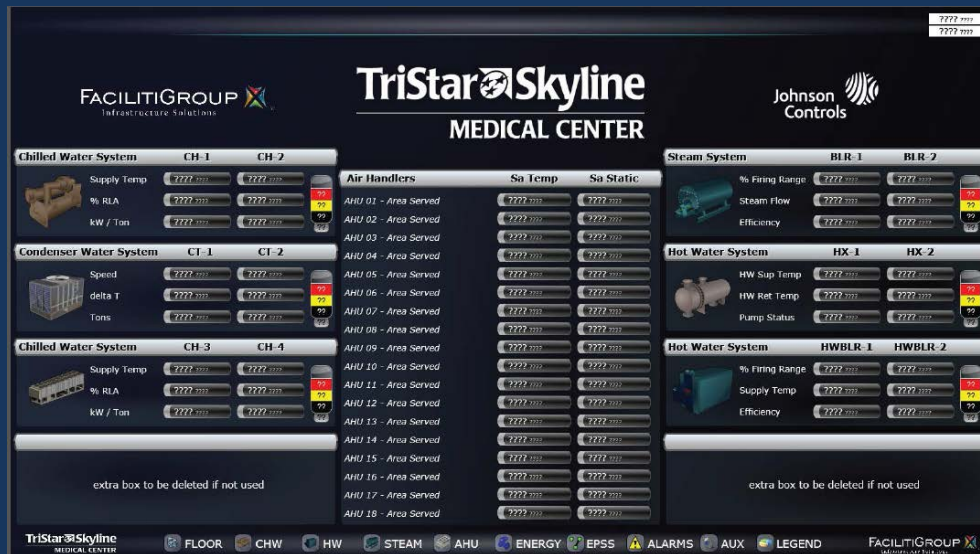 ???? ????
???? ????
FACILITIGROUP
Infrastructure Solutions
TriStar Skyline
MEDICAL CENTER
Johnson
Controls
Chilled Water System CH-1 CH-2
Supply Temp ???? ???? ???? ????
% RLA ???? ???? ???? ????
kW / Ton ???? ???? ???? ????
??
??
??
??
Condenser Water System CT-1 CT-2
Speed ???? ???? ???? ????
delta T ???? ???? ???? ????
Tons ???? ???? ???? ????
??
??
??
??
Chilled Water System CH-3 CH-4
Supply Temp ???? ???? ???? ????
% RLA ???? ???? ???? ????
kW / Ton ???? ???? ???? ????
??
??
??
??
extra box to be deleted if not used
Air Handlers Sa Temp Sa Static
AHU 01 - Area Served ???? ???? ???? ????
AHU 02 - Area Served ???? ???? ???? ????
AHU 03 - Area Served ???? ???? ???? ????
AHU 04 - Area Served ???? ???? ???? ????
AHU 05 - Area Served ???? ???? ???? ????
AHU 06 - Area Served ???? ???? ???? ????
AHU 07 - Area Served ???? ???? ???? ????
AHU 08 - Area Served ???? ???? ???? ????
AHU 09 - Area Served ???? ???? ???? ????
AHU 10 - Area Served ???? ???? ???? ????
AHU 11 - Area Served ???? ???? ???? ????
AHU 12 - Area Served ???? ???? ???? ????
AHU 13 - Area Served ???? ???? ???? ????
AHU 14 - Area Served ???? ???? ???? ????
AHU 15 - Area Served ???? ???? ???? ????
AHU 16 - Area Served ???? ???? ???? ????
AHU 17 - Area Served ???? ???? ???? ????
AHU 18 - Area Served ???? ???? ???? ????
Steam System BLR-1 BLR-2
% Firing Range ???? ???? ???? ????
Steam Flow ???? ???? ???? ????
Efficiency ???? ???? ???? ????
??
??
??
??
Hot Water System HX-1 HX-2
HW Sup Temp ???? ???? ???? ????
HW Ret Temp ???? ???? ???? ????
Pump Status ???? ???? ???? ????
??
??
??
??
Hot Water System HWBLR-1 HWBLR-2
% Firing Range ???? ???? ???? ????
Supply Temp ???? ???? ???? ????
Efficiency ???? ???? ???? ????
??
??
??
??
extra box to be deleted if not used
TriStar Skyline
MEDICAL CENTER
FLOOR CHW HW STEAM AHU ENERGY EPSS ALARMS AUX LEGEND
FACILITIGROUP
Infrastructure Solutions